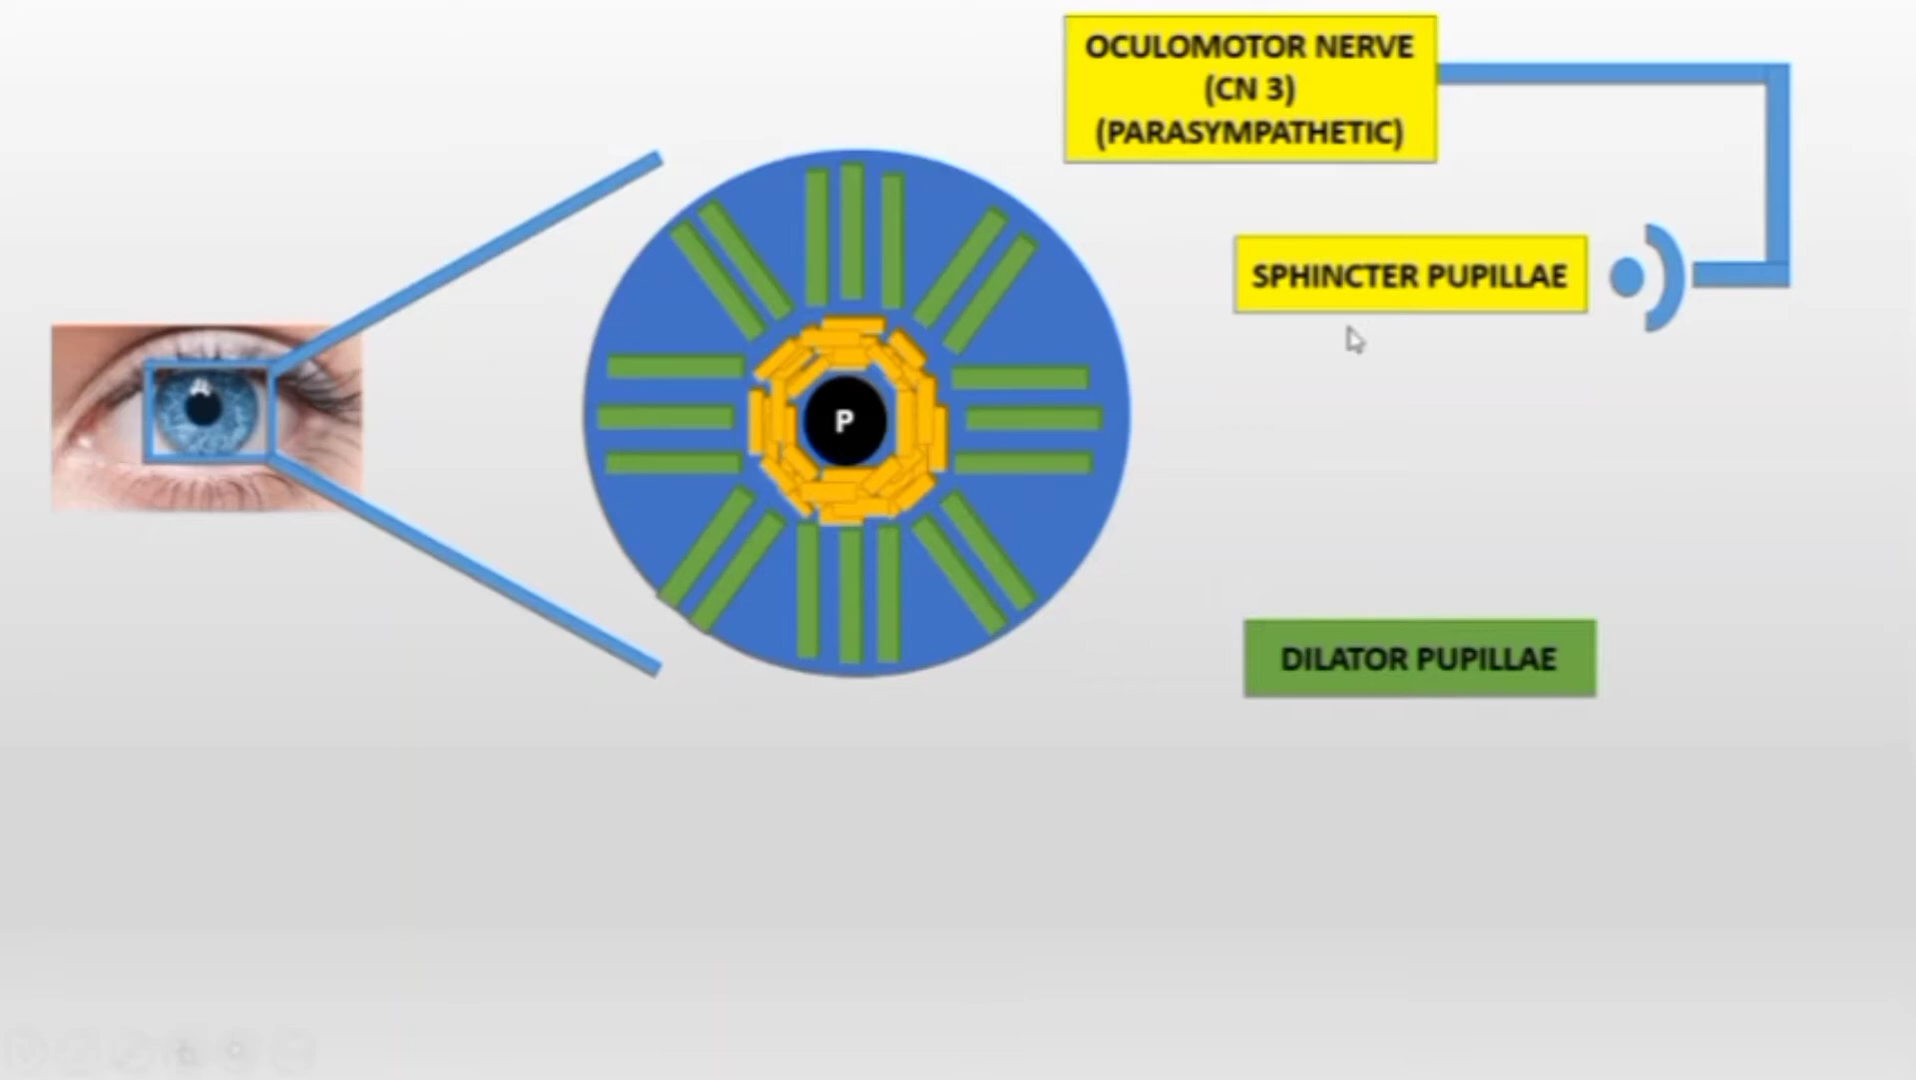 OCULOMOTOR NERVE
(CN 3)
(PARASYMPATHETIC)
SPHINCTER PUPILLAE
P
DILATOR PUPILLAE